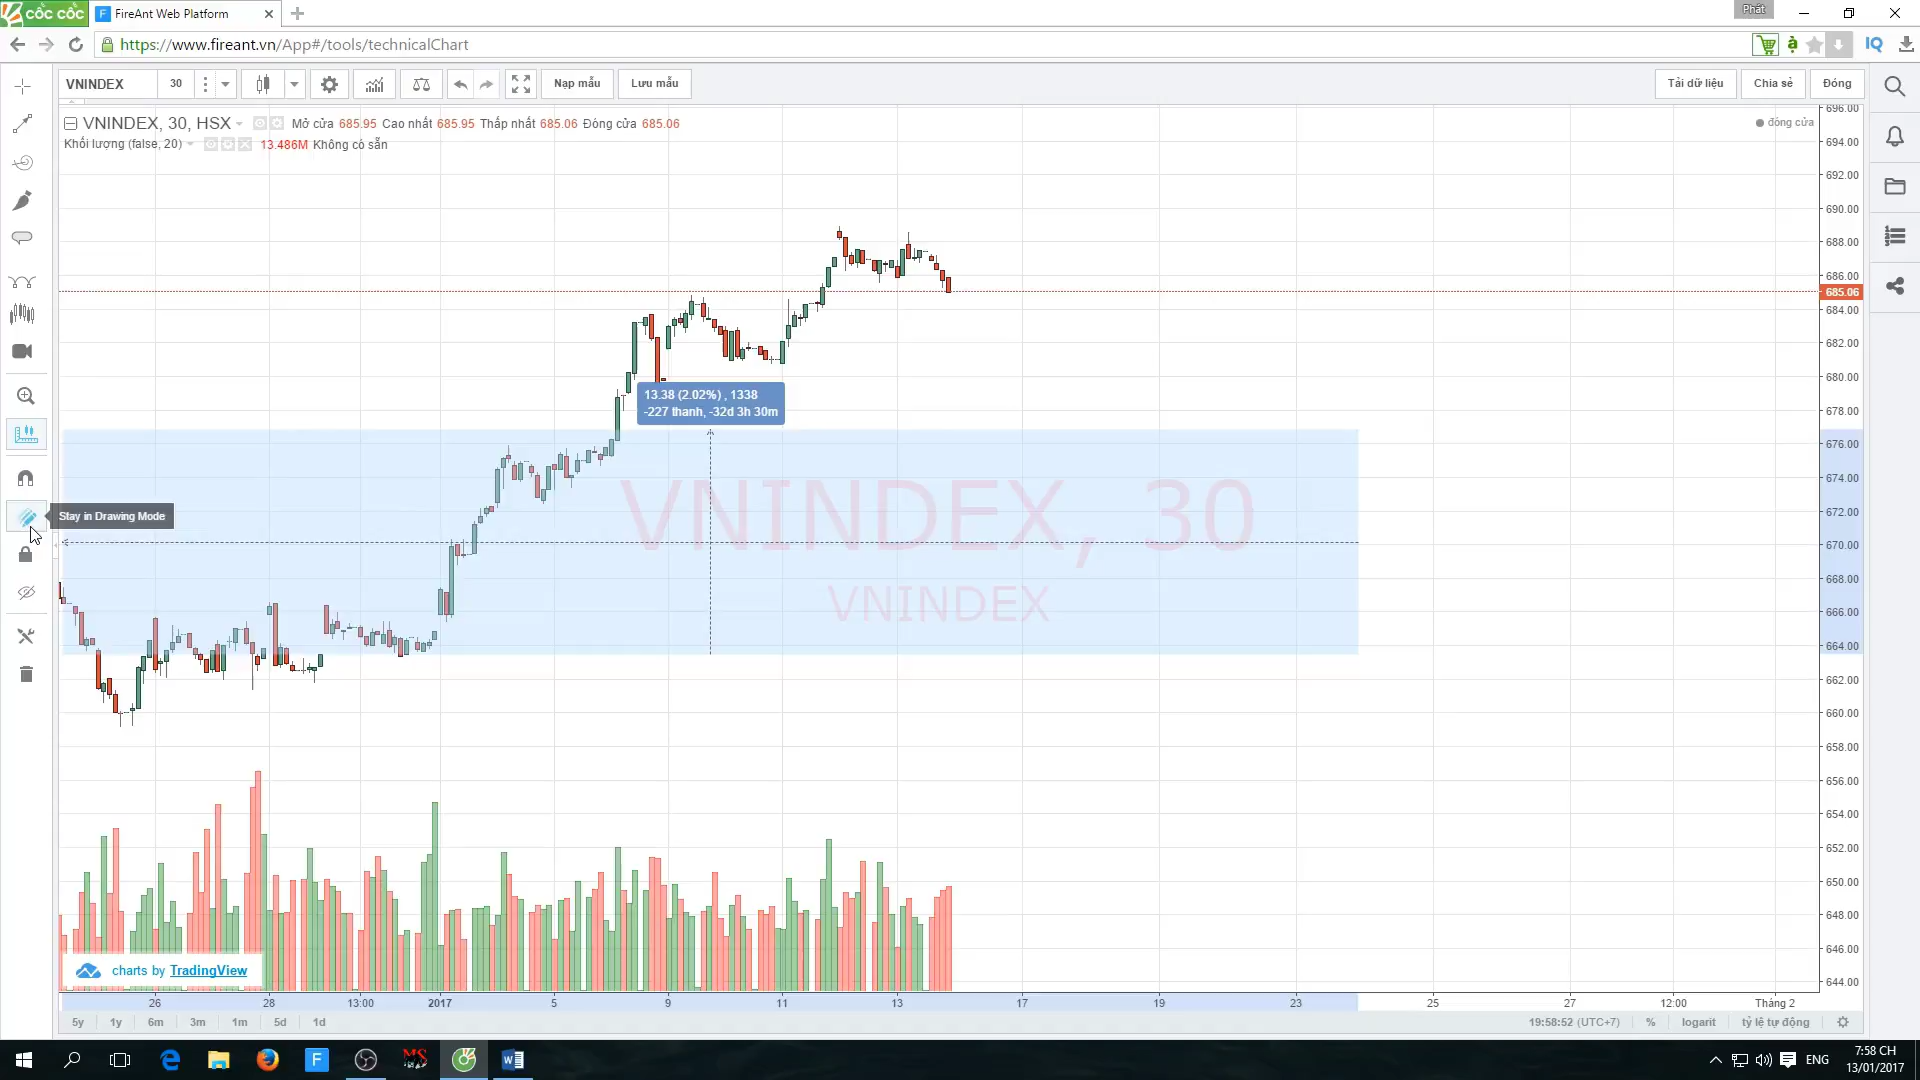 cốc cốc
FireAnt Web Platform
Phát
https://www.fireant.vn/App#/tools/technicalChart
IQ
VNINDEX
30
Nạp mẫu
Lưu mẫu
Tải dữ liệu
Chia sẻ
Đóng
VNINDEX, 30, HSX
Mở cửa 685.95 Cao nhất 685.95 Thấp nhất 685.06 Đóng cửa 685.06
đóng cửa
Khối lượng (false, 20)
13.486M Không có sẵn
696.00
694.00
692.00
690.00
688.00
686.00
685.06
684.00
682.00
680.00
678.00
676.00
674.00
672.00
670.00
668.00
666.00
664.00
662.00
660.00
658.00
656.00
654.00
652.00
650.00
648.00
646.00
644.00
13.38 (2.02%) , 1338
-227 thanh, -32d 3h 30m
VNINDEX, 30
VNINDEX
Stay in Drawing Mode
charts by TradingView
26 28 13:00 2017 5 9 11 13 17 19 23 25 27 12:00 Tháng 2
5y 1y 6m 3m 1m 5d 1d
19:58:52 (UTC+7) % logarit tỷ lệ tự động
F
MS
W
ENG
7:58 CH
13/01/2017